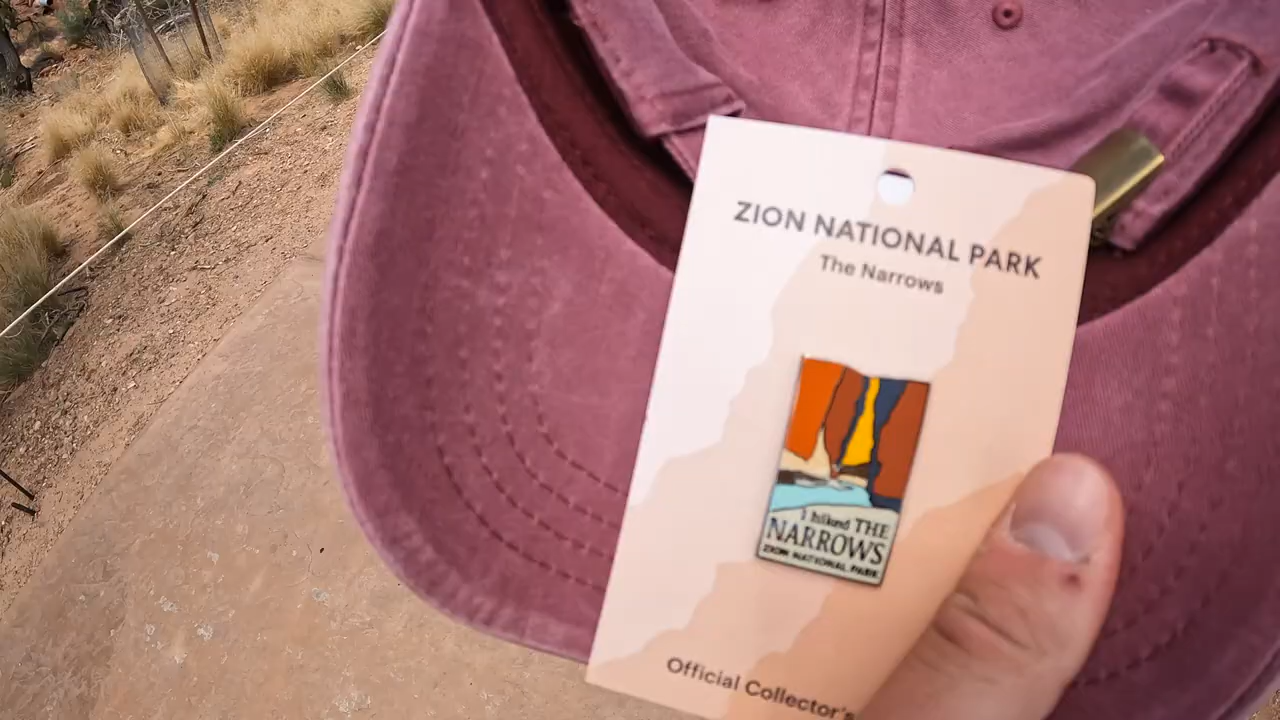 ZION NATIONAL PARK
The Narrows
I hiked THE
NARROWS
ZION NATIONAL PARK
Official Collector's